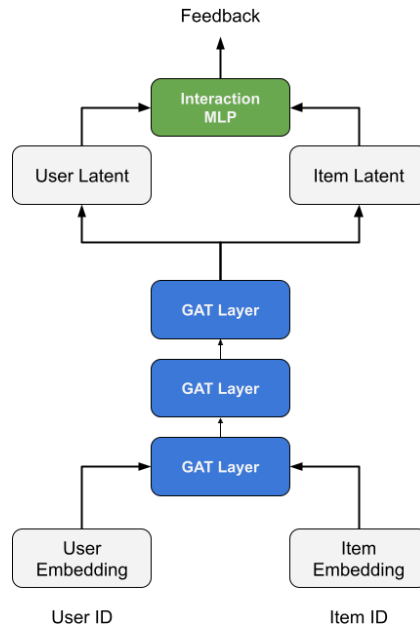 Feedback
Interaction
MLP
User Latent
Item Latent
GAT Layer
GAT Layer
GAT Layer
User
Embedding
Item
Embedding
User ID
Item ID